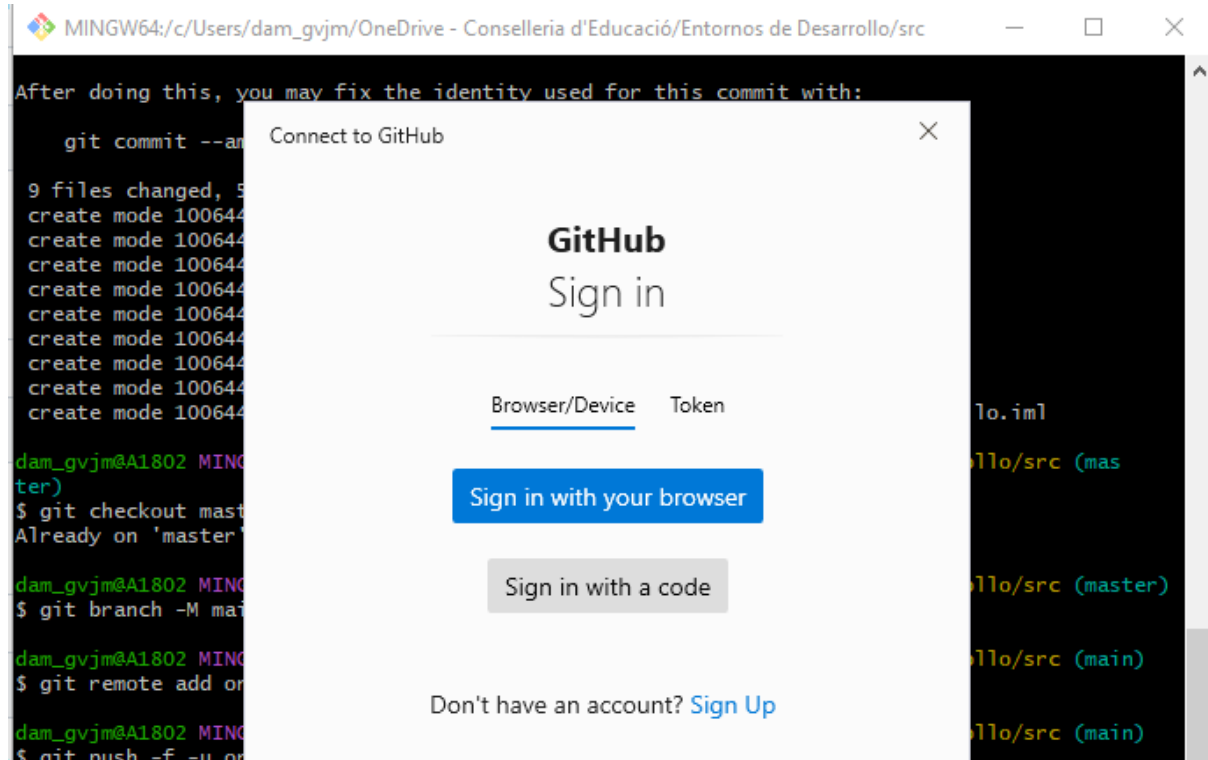 MINGW64:/c/Users/dam_gvjm/OneDrive - Conselleria d'Educació/Entornos de Desarrollo/src
After doing this, you may fix the identity used for this commit with:
git commit --am
Connect to GitHub
9 files changed, 5
create mode 100644
create mode 100644
create mode 100644
create mode 100644
create mode 100644
create mode 100644
create mode 100644
create mode 100644
create mode 100644 lo.iml
GitHub
Sign in
Browser/Device Token
Sign in with your browser
Sign in with a code
Don't have an account? Sign Up
dam_gvjm@A1802 MING llo/src (mas
ter)
$ git checkout mast
Already on 'master'
dam_gvjm@A1802 MING llo/src (master)
$ git branch -M mai
dam_gvjm@A1802 MING llo/src (main)
$ git remote add or
dam_gvjm@A1802 MING llo/src (main)
$ git push -f -u or